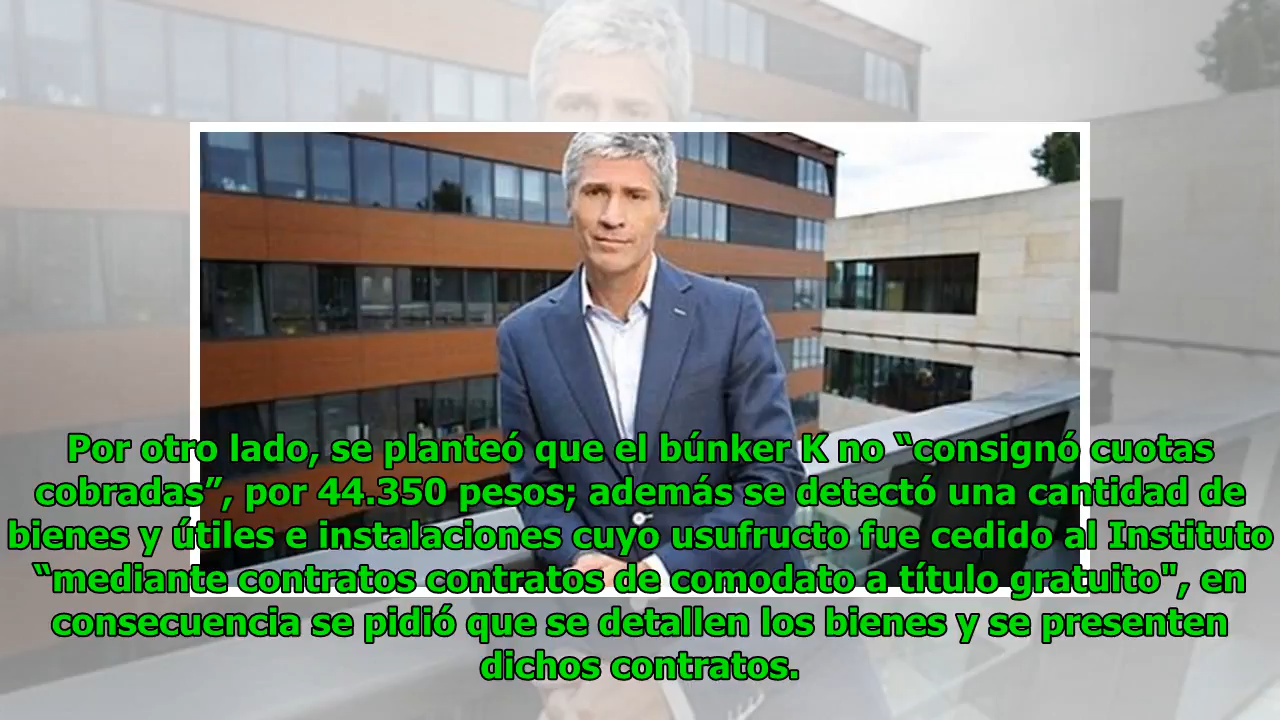 Por otro lado, se planteó que el búnker K no “consignó cuotas
cobradas”, por 44.350 pesos; además se detectó una cantidad de
bienes y útiles e instalaciones cuyo usufructo fue cedido al Instituto
“mediante contratos contratos de comodato a título gratuito", en
consecuencia se pidió que se detallen los bienes y se presenten
dichos contratos.